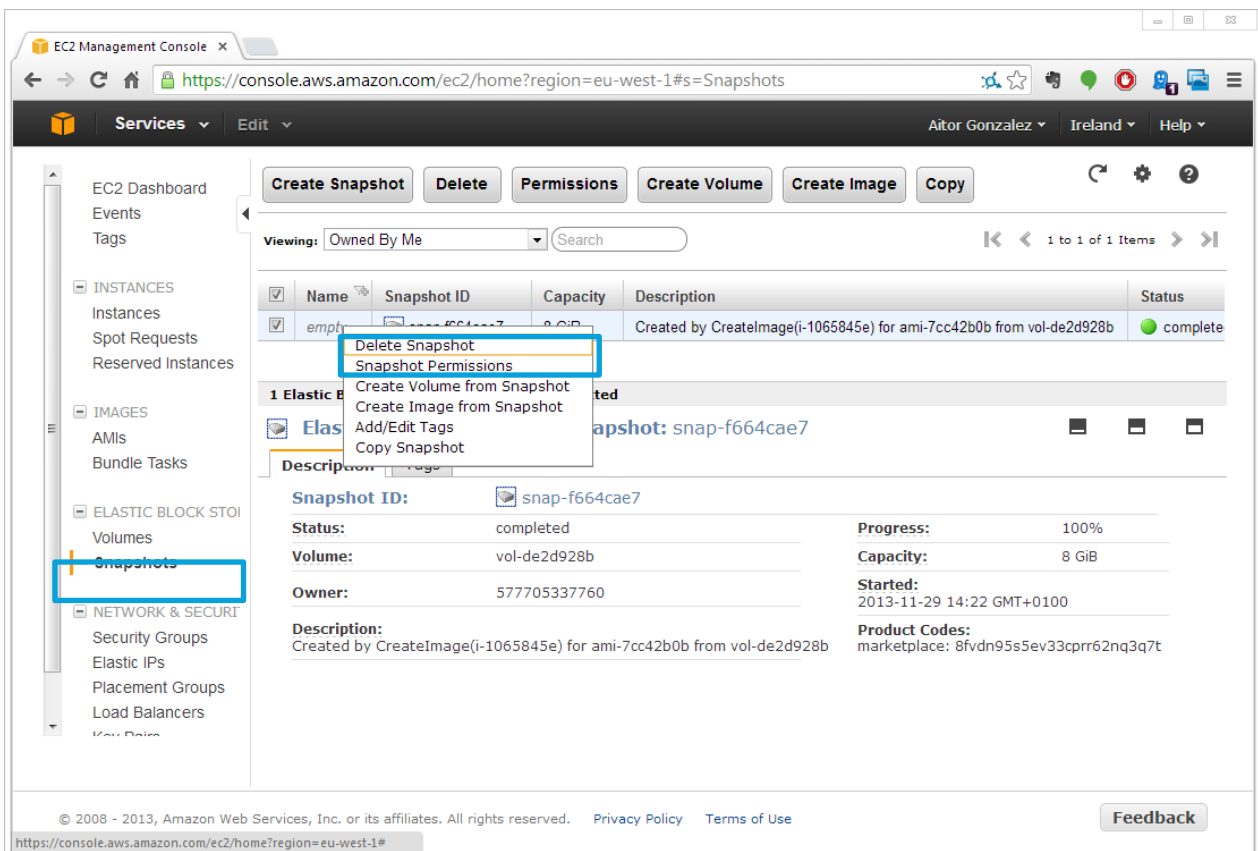 EC2 Management Console
https://console.aws.amazon.com/ec2/home?region=eu-west-1#s=Snapshots
1
Services Edit Aitor Gonzalez Ireland Help
EC2 Dashboard
Events
Tags
INSTANCES
Instances
Spot Requests
Reserved Instances
IMAGES
AMIs
Bundle Tasks
ELASTIC BLOCK STO
Volumes
Snapshots
NETWORK & SECURI
Security Groups
Elastic IPs
Placement Groups
Load Balancers
Key Pairs
Create Snapshot Delete Permissions Create Volume Create Image Copy
Viewing: Owned By Me Search 1 to 1 of 1 Items
Name Snapshot ID Capacity Description Status
empty snap-f664cae7 8 GiB Created by CreateImage(i-1065845e) for ami-7cc42b0b from vol-de2d928b complete
Delete Snapshot
Snapshot Permissions
Create Volume from Snapshot
Create Image from Snapshot
Add/Edit Tags
Copy Snapshot
1 Elastic B cted
Elas apshot: snap-f664cae7
Description Tags
Snapshot ID: snap-f664cae7
Status: completed Progress: 100%
Volume: vol-de2d928b Capacity: 8 GiB
Owner: 577705337760 Started:
2013-11-29 14:22 GMT+0100
Description: Product Codes:
Created by CreateImage(i-1065845e) for ami-7cc42b0b from vol-de2d928b marketplace: 8fvdn95s5ev33cprr62nq3q7t
© 2008 - 2013, Amazon Web Services, Inc. or its affiliates. All rights reserved. Privacy Policy Terms of Use Feedback
https://console.aws.amazon.com/ec2/home?region=eu-west-1#